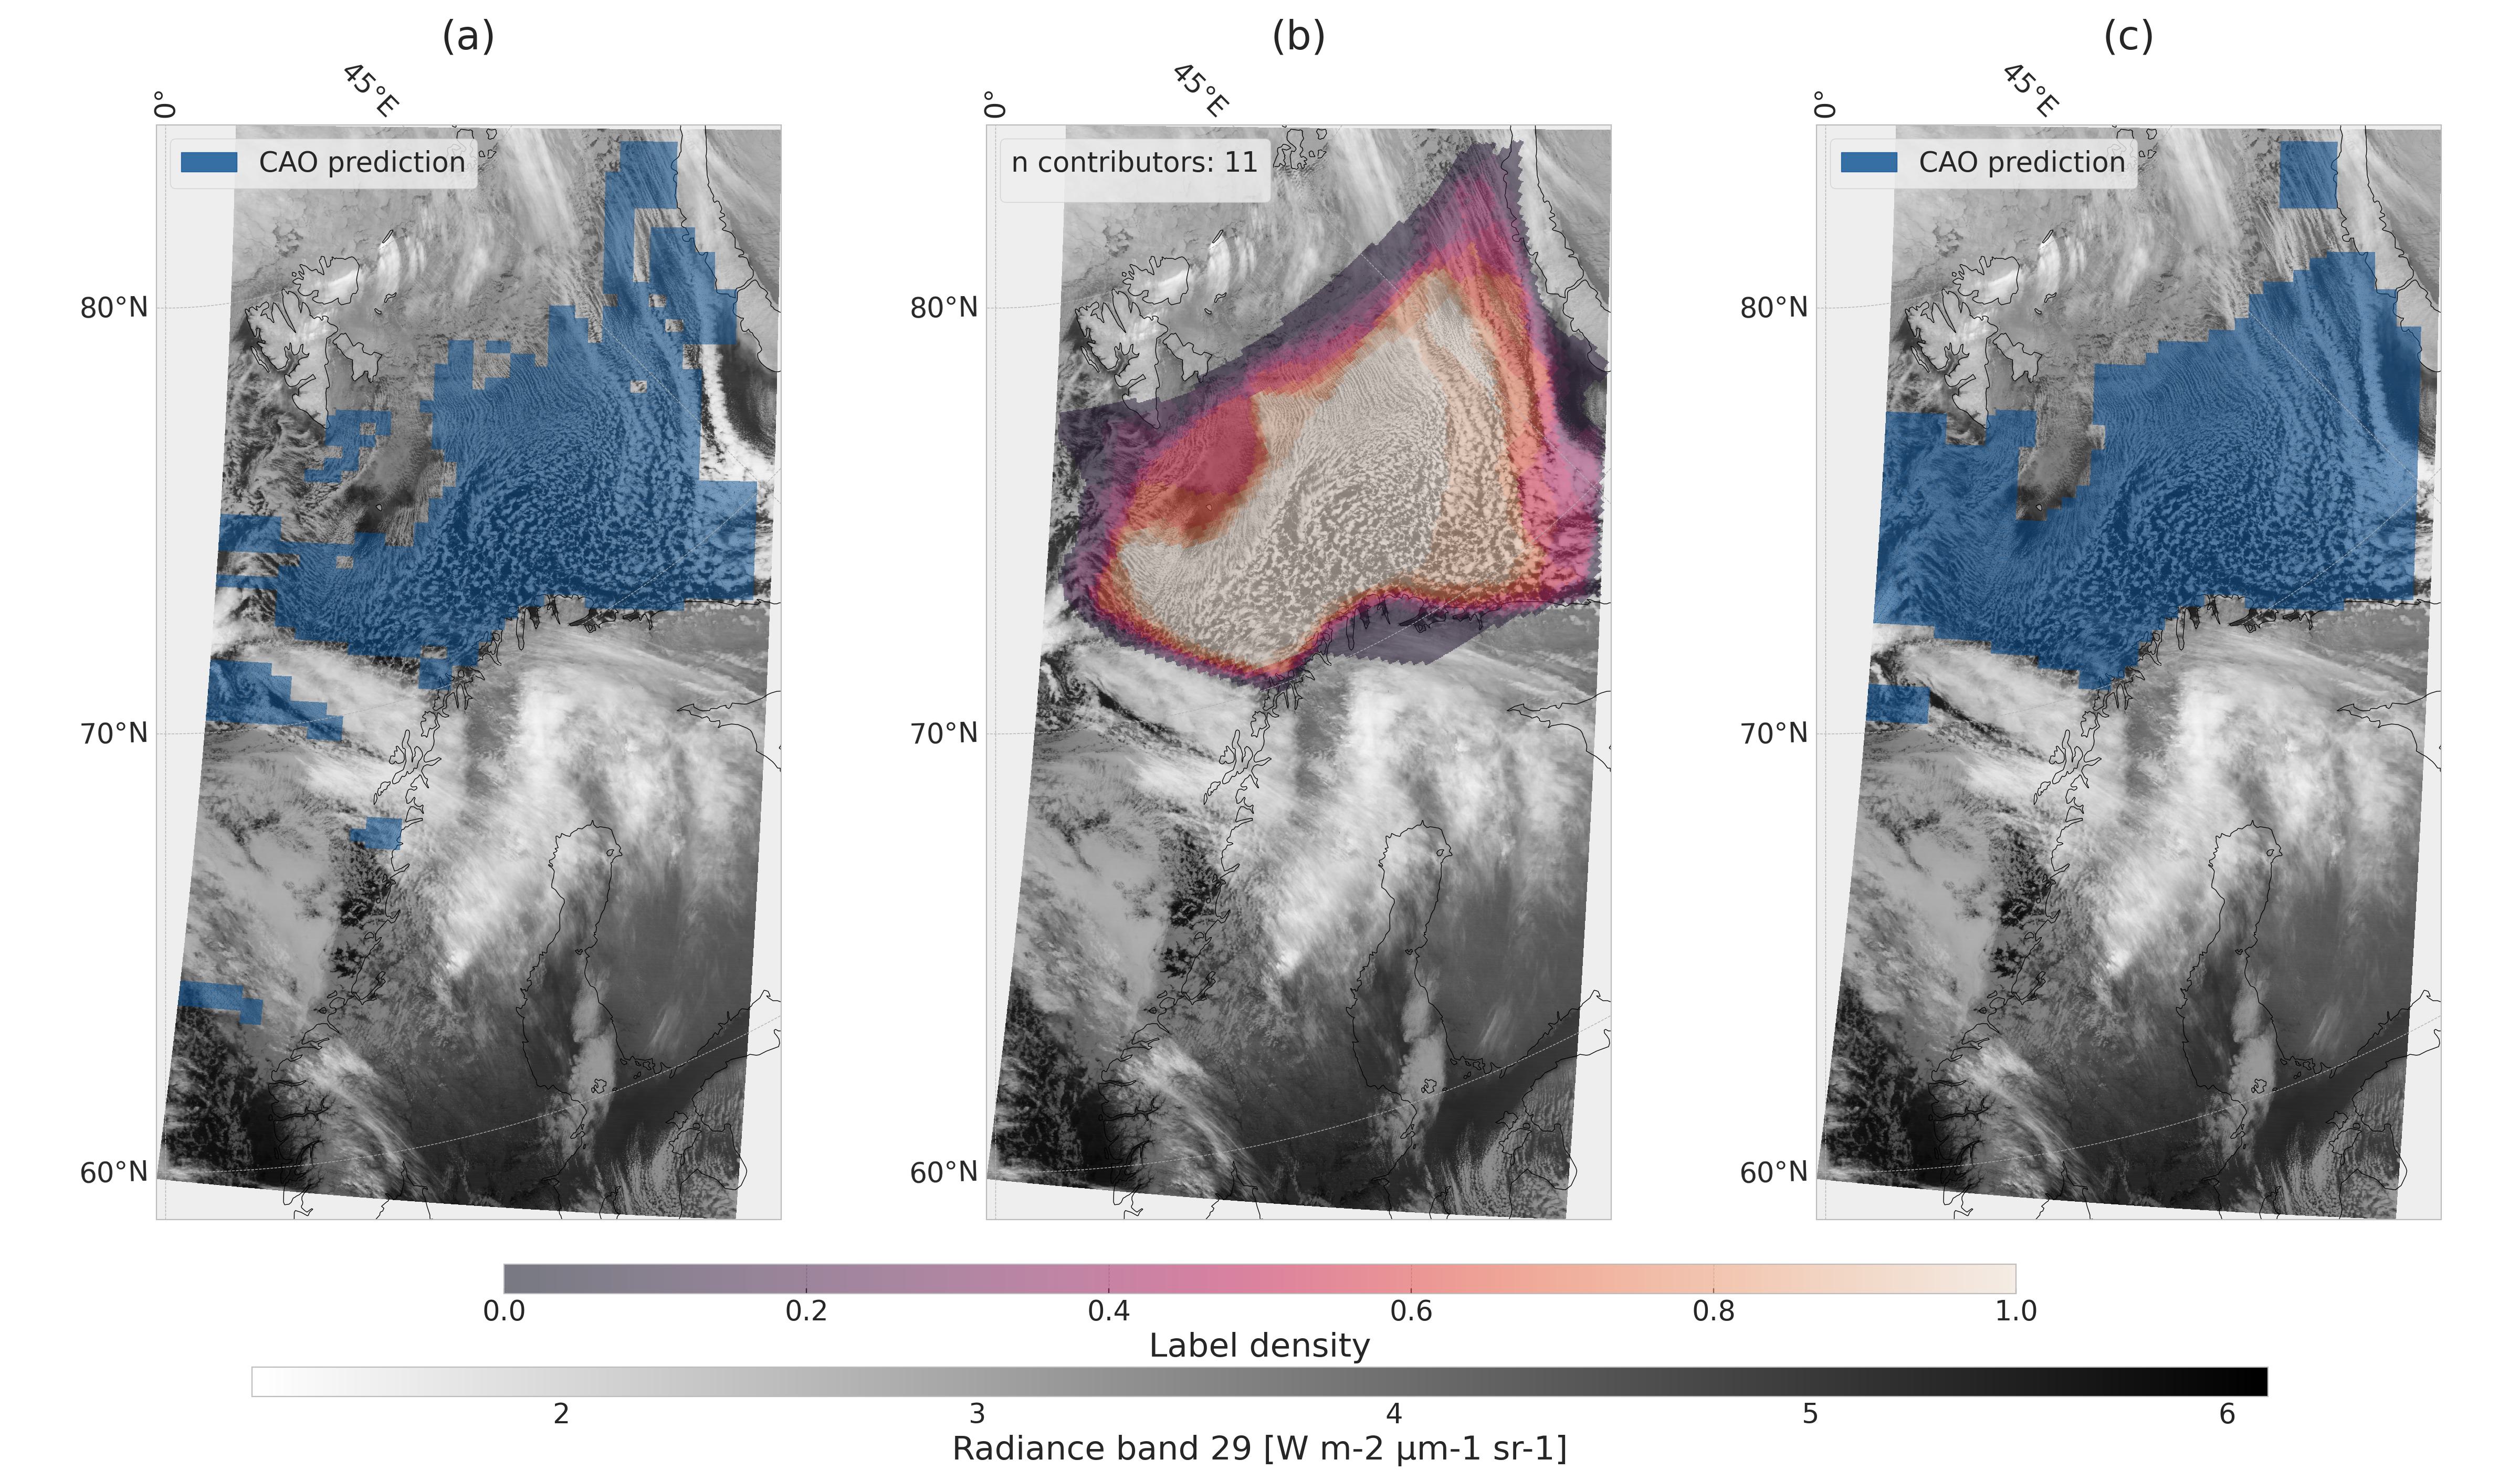 (a)
(b)
(c)
0°
45°E
0°
45°E
0°
45°E
CAO prediction
n contributors: 11
CAO prediction
80°N
80°N
80°N
70°N
70°N
70°N
60°N
60°N
60°N
0.0 0.2 0.4 0.6 0.8 1.0
Label density
2 3 4 5 6
Radiance band 29 [W m-2 µm-1 sr-1]